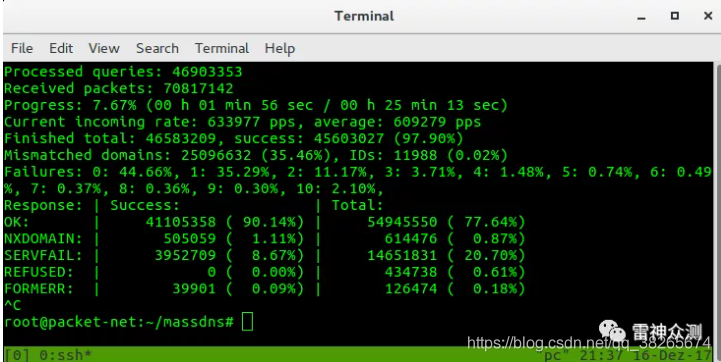 Terminal
File Edit View Search Terminal Help
Processed queries: 46903353
Received packets: 70817142
Progress: 7.67% (00 h 01 min 56 sec / 00 h 25 min 13 sec)
Current incoming rate: 633977 pps, average: 609279 pps
Finished total: 46583209, success: 45603027 (97.90%)
Mismatched domains: 25096632 (35.46%), IDs: 11988 (0.02%)
Failures: 0: 44.66%, 1: 35.29%, 2: 11.17%, 3: 3.71%, 4: 1.48%, 5: 0.74%, 6: 0.49
%, 7: 0.37%, 8: 0.36%, 9: 0.30%, 10: 2.10%,
Response: | Success: | Total:
OK: | 41105358 ( 90.14%) | 54945550 ( 77.64%)
NXDOMAIN: | 505059 ( 1.11%) | 614476 ( 0.87%)
SERVFAIL: | 3952709 ( 8.67%) | 14651831 ( 20.70%)
REFUSED: | 0 ( 0.00%) | 434738 ( 0.61%)
FORMERR: | 39901 ( 0.09%) | 126474 ( 0.18%)
^C
root@packet-net:~/massdns#
雷神众测
https://blog.csdn.net/qq_38265674
[0] 0:ssh* "pc" 21:37 16-Dez-17